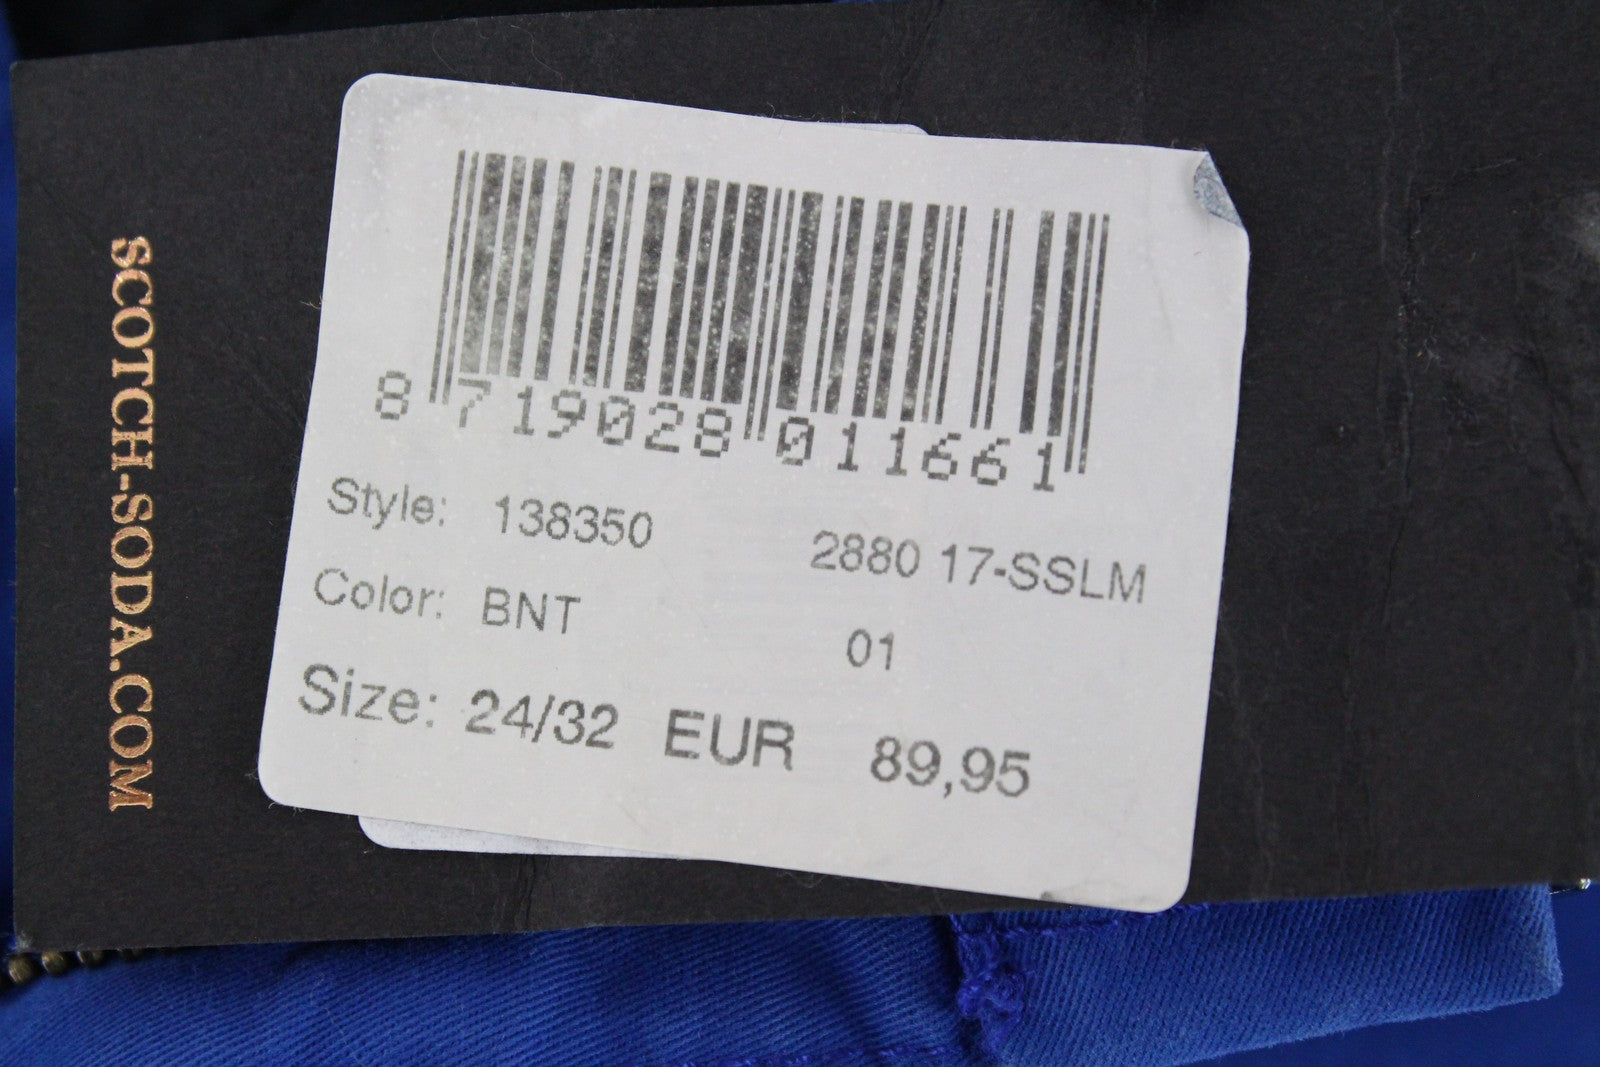 SCOTCH-SODA.COM
8 719028 011661
Style: 138350 2880 17-SSLM
Color: BNT 01
Size: 24/32 EUR 89,95